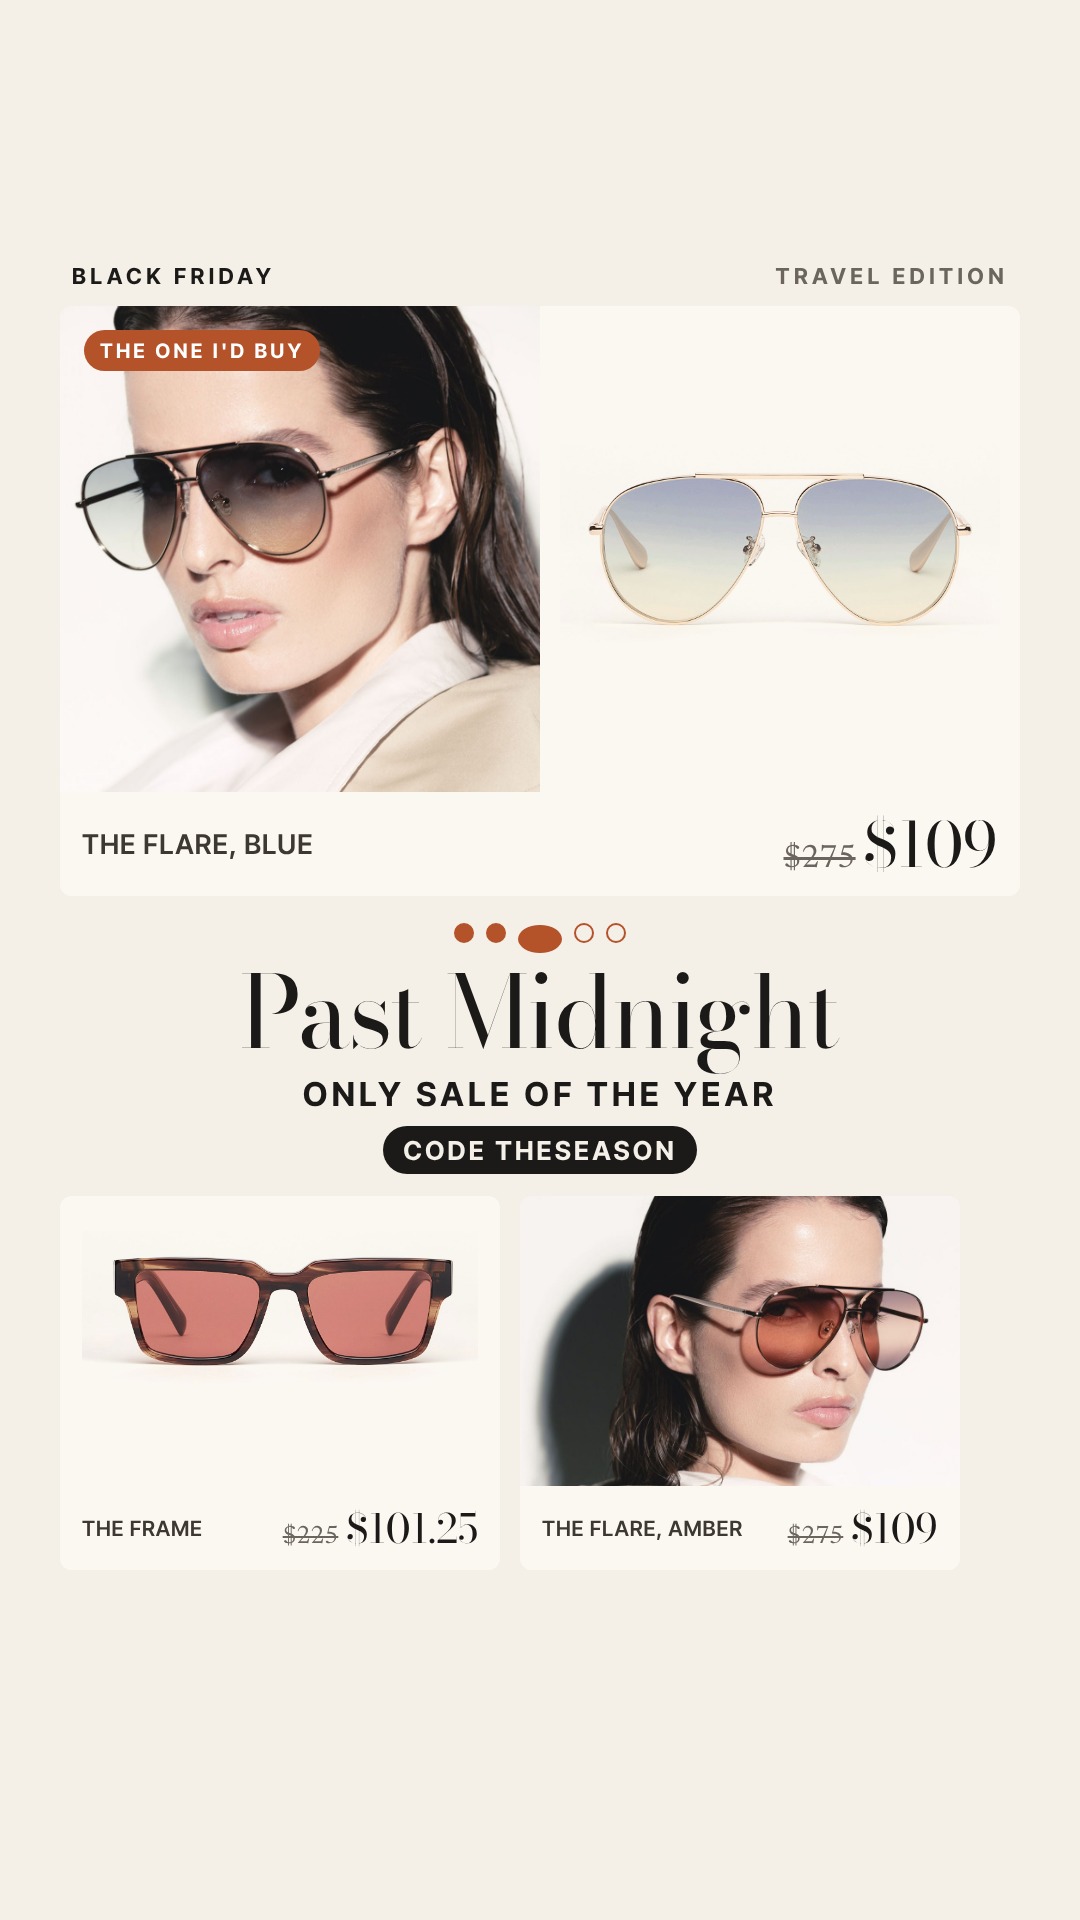 BLACK FRIDAY
TRAVEL EDITION
THE ONE I'D BUY
THE FLARE, BLUE
$275 $109
Past Midnight
ONLY SALE OF THE YEAR
CODE THESEASON
THE FRAME
$225 $101.25
THE FLARE, AMBER
$275 $109